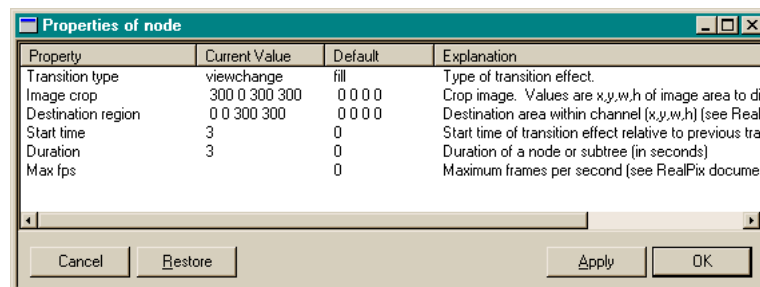 Properties of node
Property Current Value Default Explanation
Transition type viewchange fill Type of transition effect.
Image crop 300 0 300 300 0 0 0 0 Crop image. Values are x,y,w,h of image area to di
Destination region 0 0 300 300 0 0 0 0 Destination area within channel (x,y,w,h) (see Real
Start time 3 0 Start time of transition effect relative to previous tra
Duration 3 0 Duration of a node or subtree (in seconds)
Max fps 0 Maximum frames per second (see RealPix docume
Cancel Restore Apply OK